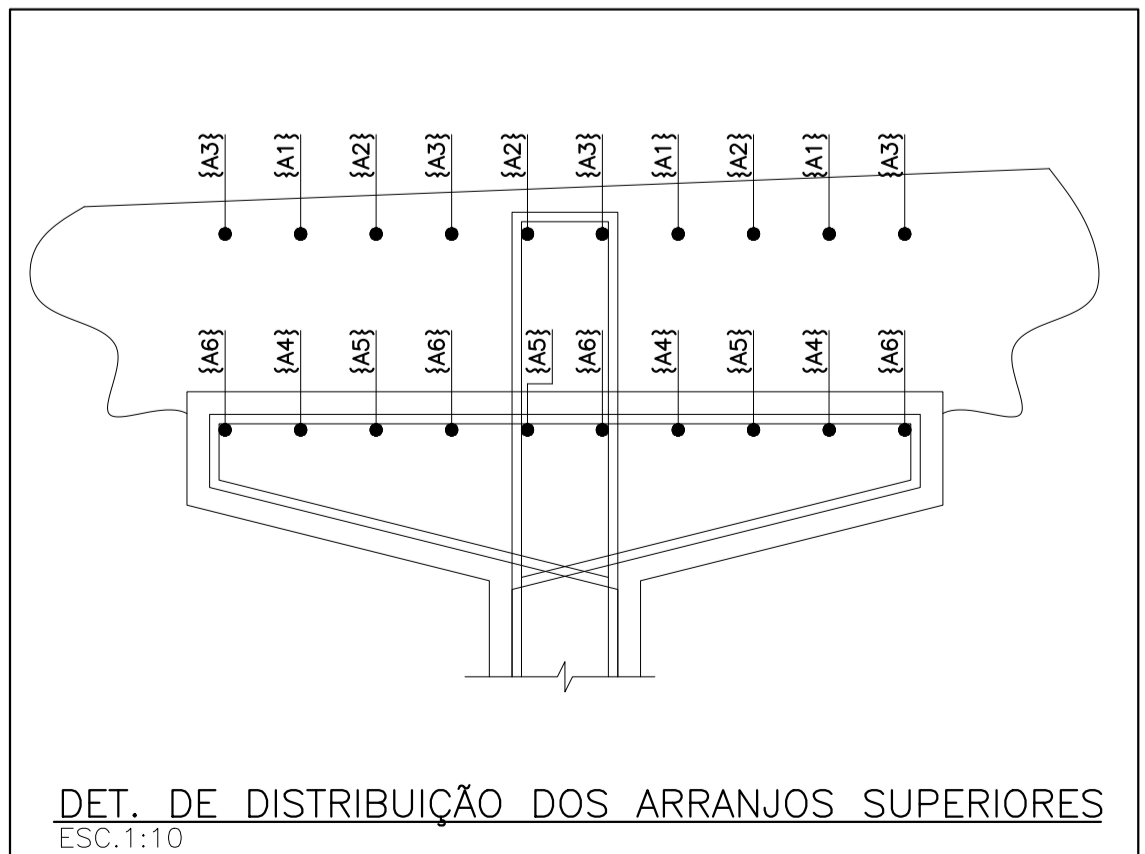 {A3} {A1} {A2} {A3} {A2} {A3} {A1} {A2} {A1} {A3}
{A6} {A4} {A5} {A6} {A5} {A6} {A4} {A5} {A4} {A6}
DET. DE DISTRIBUIÇÃO DOS ARRANJOS SUPERIORES
ESC.1:10